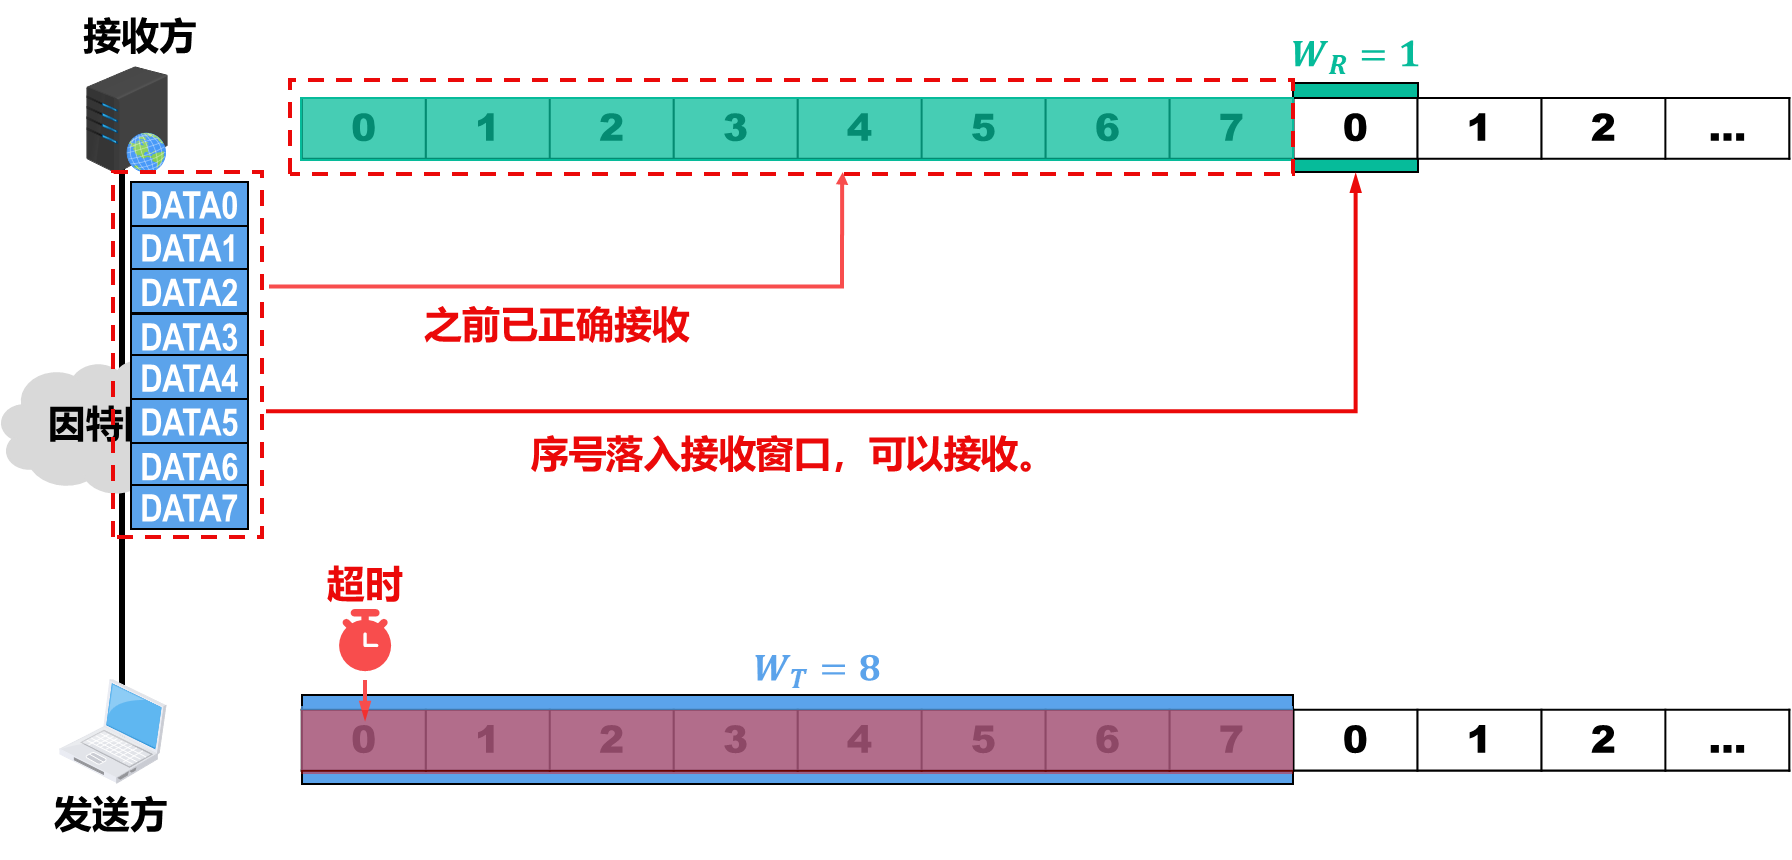 接收方
W_R = 1
0 1 2 3 4 5 6 7 0 1 2 ...
DATA0
DATA1
DATA2
DATA3
DATA4
DATA5
DATA6
DATA7
之前已正确接收
因特
序号落入接收窗口，可以接收。
超时
W_T = 8
0 1 2 3 4 5 6 7 0 1 2 ...
发送方